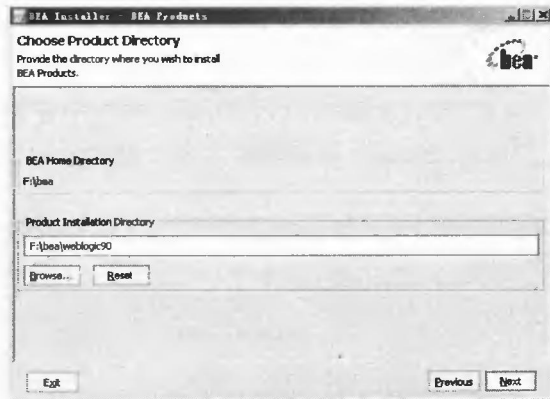 BEA Installer - BEA Products
Choose Product Directory
Provide the directory where you wish to install
BEA Products.
bea
BEA Home Directory
F:\bea
Product Installation Directory
F:\bea\weblogic90
Browse...
Reset
Exit
Previous
Next